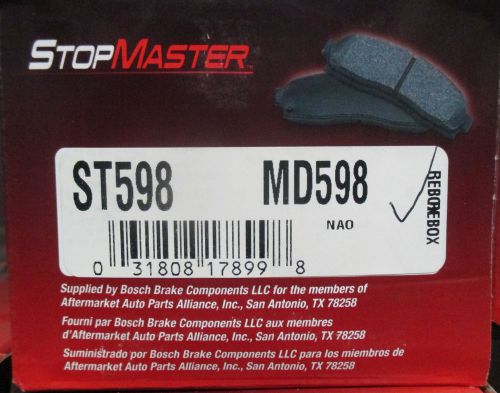 STOPMASTER™
ST598 MD598
NAO
REBOXEBOX
0 31808 17899 8
Supplied by Bosch Brake Components LLC for the members of
Aftermarket Auto Parts Alliance, Inc., San Antonio, TX 78258
Fourni par Bosch Brake Components LLC aux membres
d'Aftermarket Auto Parts Alliance, Inc., San Antonio, TX 78258
Suministrado por Bosch Brake Components LLC para los miembros de
Aftermarket Auto Parts Alliance, Inc., San Antonio, TX 78258